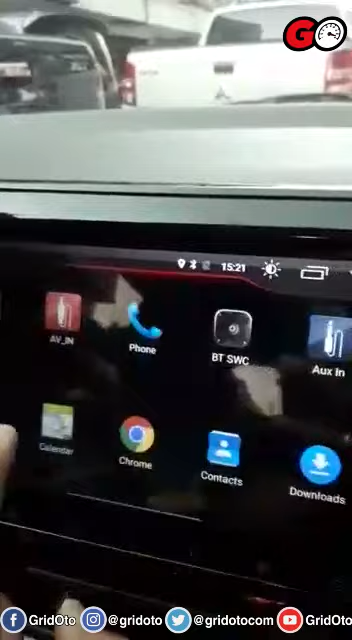 GO
15:21
AV_IN
Phone
BT SWC
Aux In
Calendar
Chrome
Contacts
Downloads
GridOto @gridoto @gridotocom GridOto